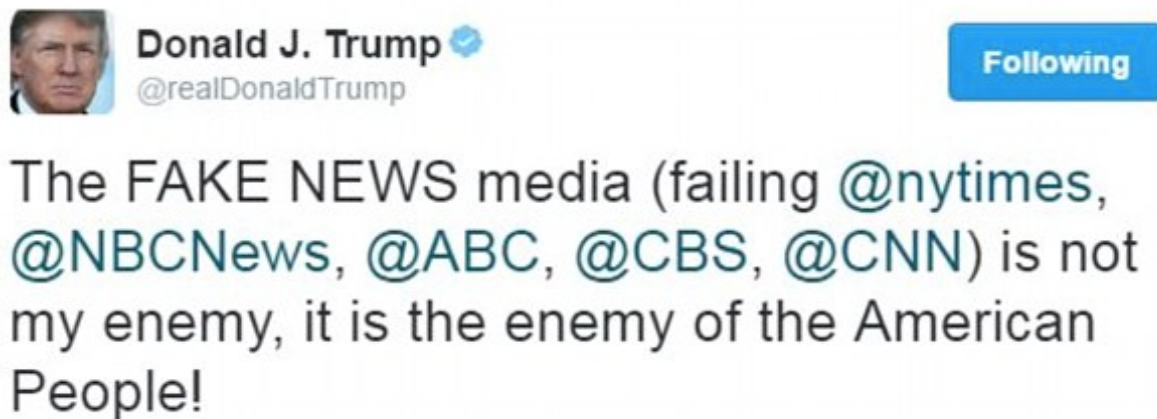 Donald J. Trump
@realDonaldTrump
Following
The FAKE NEWS media (failing @nytimes,
@NBCNews, @ABC, @CBS, @CNN) is not
my enemy, it is the enemy of the American
People!